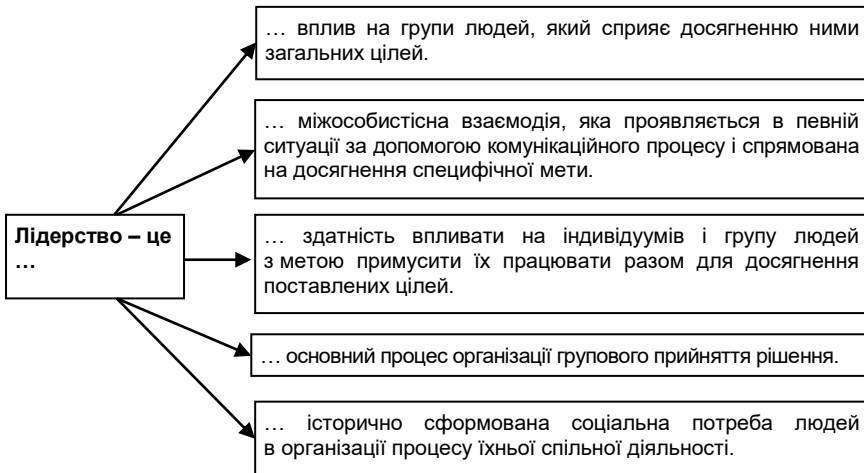 … вплив на групи людей, який сприяє досягненню ними
загальних цілей.
… міжособистісна взаємодія, яка проявляється в певній
ситуації за допомогою комунікаційного процесу і спрямована
на досягнення специфічної мети.
Лідерство – це
…
… здатність впливати на індивідуумів і групу людей
з метою примусити їх працювати разом для досягнення
поставлених цілей.
… основний процес організації групового прийняття рішення.
… історично сформована соціальна потреба людей
в організації процесу їхньої спільної діяльності.